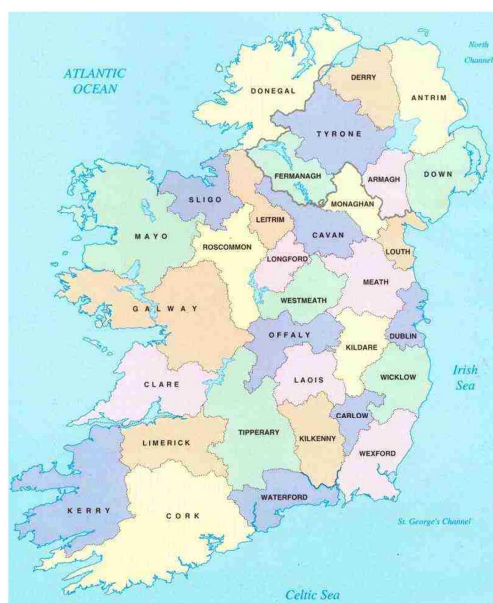 North
Channel
ATLANTIC
OCEAN
DONEGAL
DERRY
ANTRIM
TYRONE
FERMANAGH
ARMAGH
DOWN
MONAGHAN
SLIGO
LEITRIM
CAVAN
MAYO
ROSCOMMON
LOUTH
LONGFORD
MEATH
WESTMEATH
GALWAY
OFFALY
DUBLIN
KILDARE
Irish
Sea
LAOIS
WICKLOW
CLARE
CARLOW
TIPPERARY
KILKENNY
LIMERICK
WEXFORD
WATERFORD
KERRY
CORK
St. George's Channel
Celtic Sea